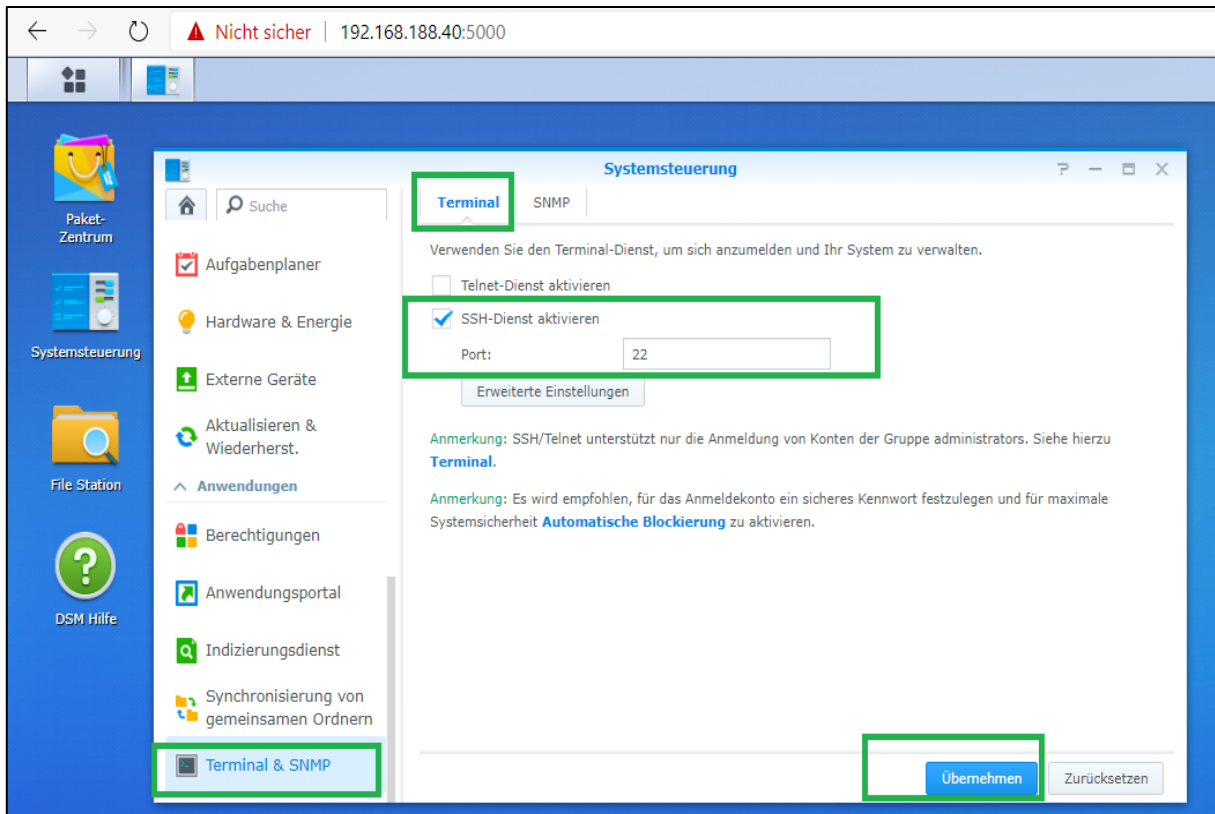 Nicht sicher | 192.168.188.40:5000
Paket-
Zentrum
Systemsteuerung
File Station
DSM Hilfe
Systemsteuerung
Suche
Aufgabenplaner
Hardware & Energie
Externe Geräte
Aktualisieren &
Wiederherst.
Anwendungen
Berechtigungen
Anwendungsportal
Indizierungsdienst
Synchronisierung von
gemeinsamen Ordnern
Terminal & SNMP
Terminal SNMP
Verwenden Sie den Terminal-Dienst, um sich anzumelden und Ihr System zu verwalten.
Telnet-Dienst aktivieren
SSH-Dienst aktivieren
Port: 22
Erweiterte Einstellungen
Anmerkung: SSH/Telnet unterstützt nur die Anmeldung von Konten der Gruppe administrators. Siehe hierzu
Terminal.
Anmerkung: Es wird empfohlen, für das Anmeldekonto ein sicheres Kennwort festzulegen und für maximale
Systemsicherheit Automatische Blockierung zu aktivieren.
Übernehmen Zurücksetzen